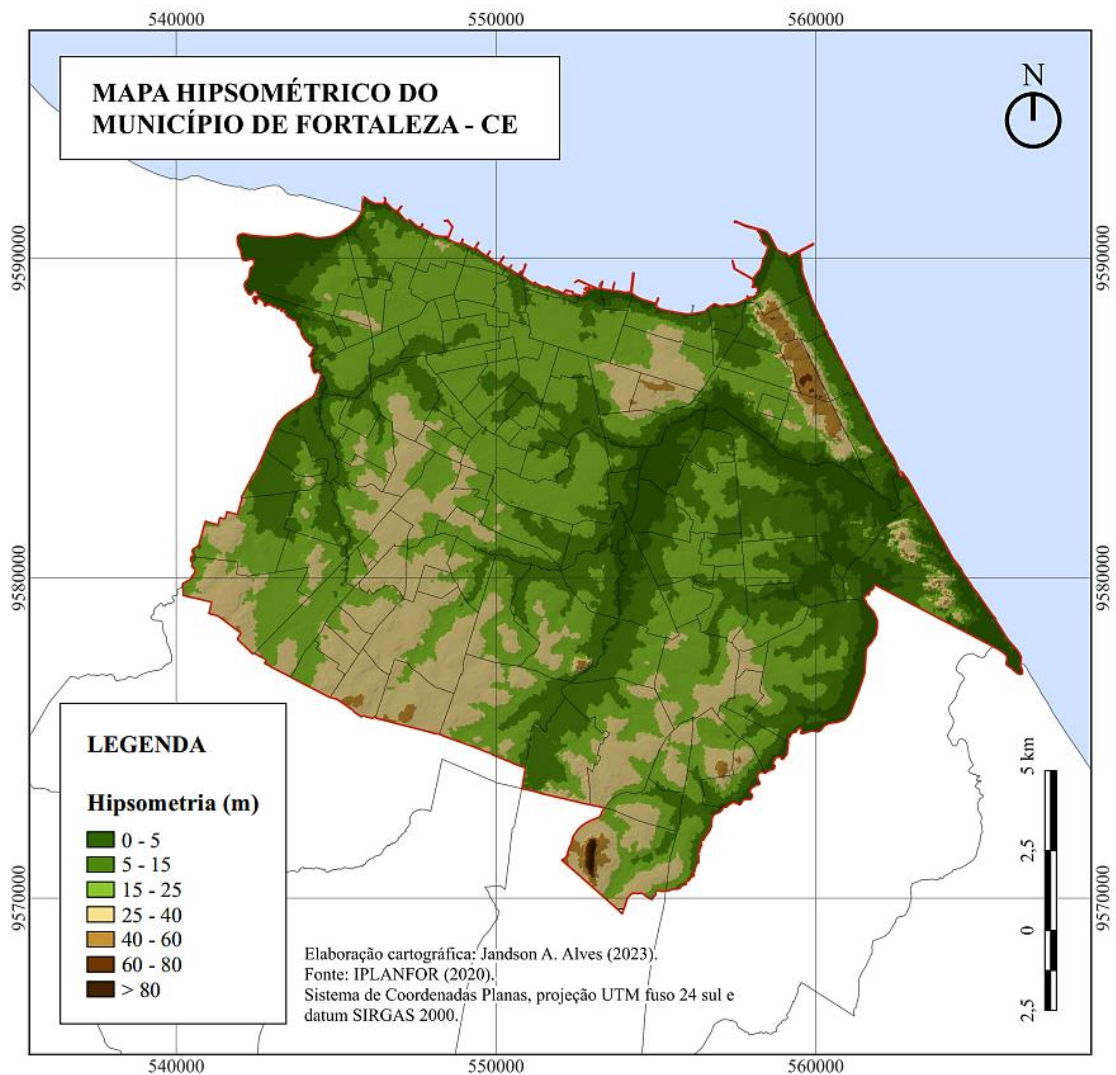 540000
550000
560000
MAPA HIPSOMÉTRICO DO
MUNICÍPIO DE FORTALEZA - CE
N
9590000
9590000
9580000
9580000
LEGENDA
Hipsometria (m)
0 - 5
5 - 15
15 - 25
25 - 40
40 - 60
60 - 80
> 80
5 km
2,5
0
2,5
9570000
9570000
Elaboração cartográfica: Jandson A. Alves (2023).
Fonte: IPLANFOR (2020).
Sistema de Coordenadas Planas, projeção UTM fuso 24 sul e
datum SIRGAS 2000.
540000
550000
560000